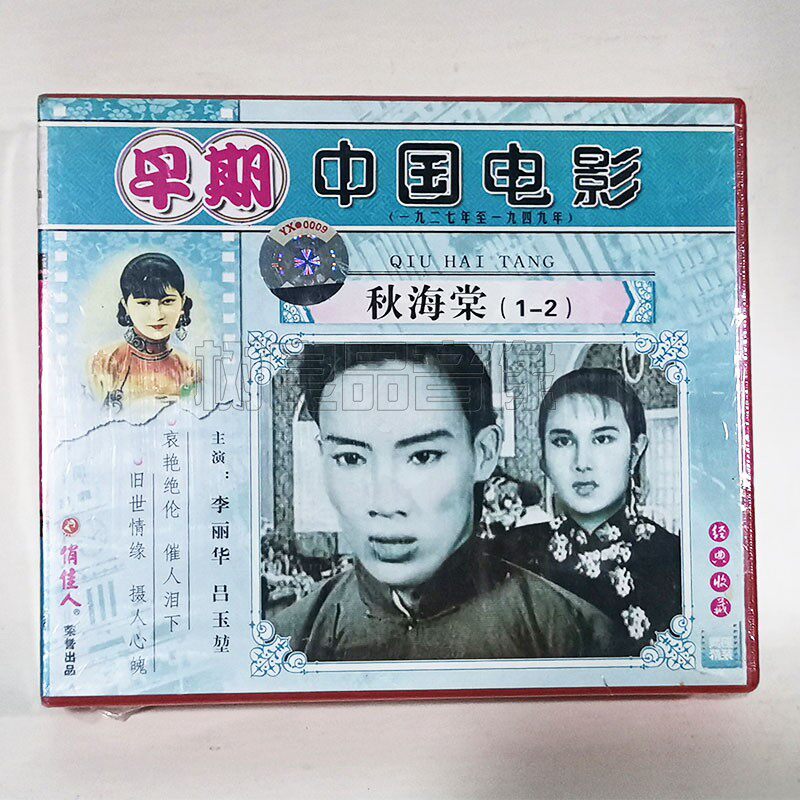 早期 中国电影
(一九二七年至一九四九年)
YX●0009
QIU HAI TANG
秋海棠(1-2)
主演:李丽华 吕玉堃
哀艳绝伦 催人泪下
旧世情缘 摄人心魄
俏佳人®
荣誉出品
经典收藏